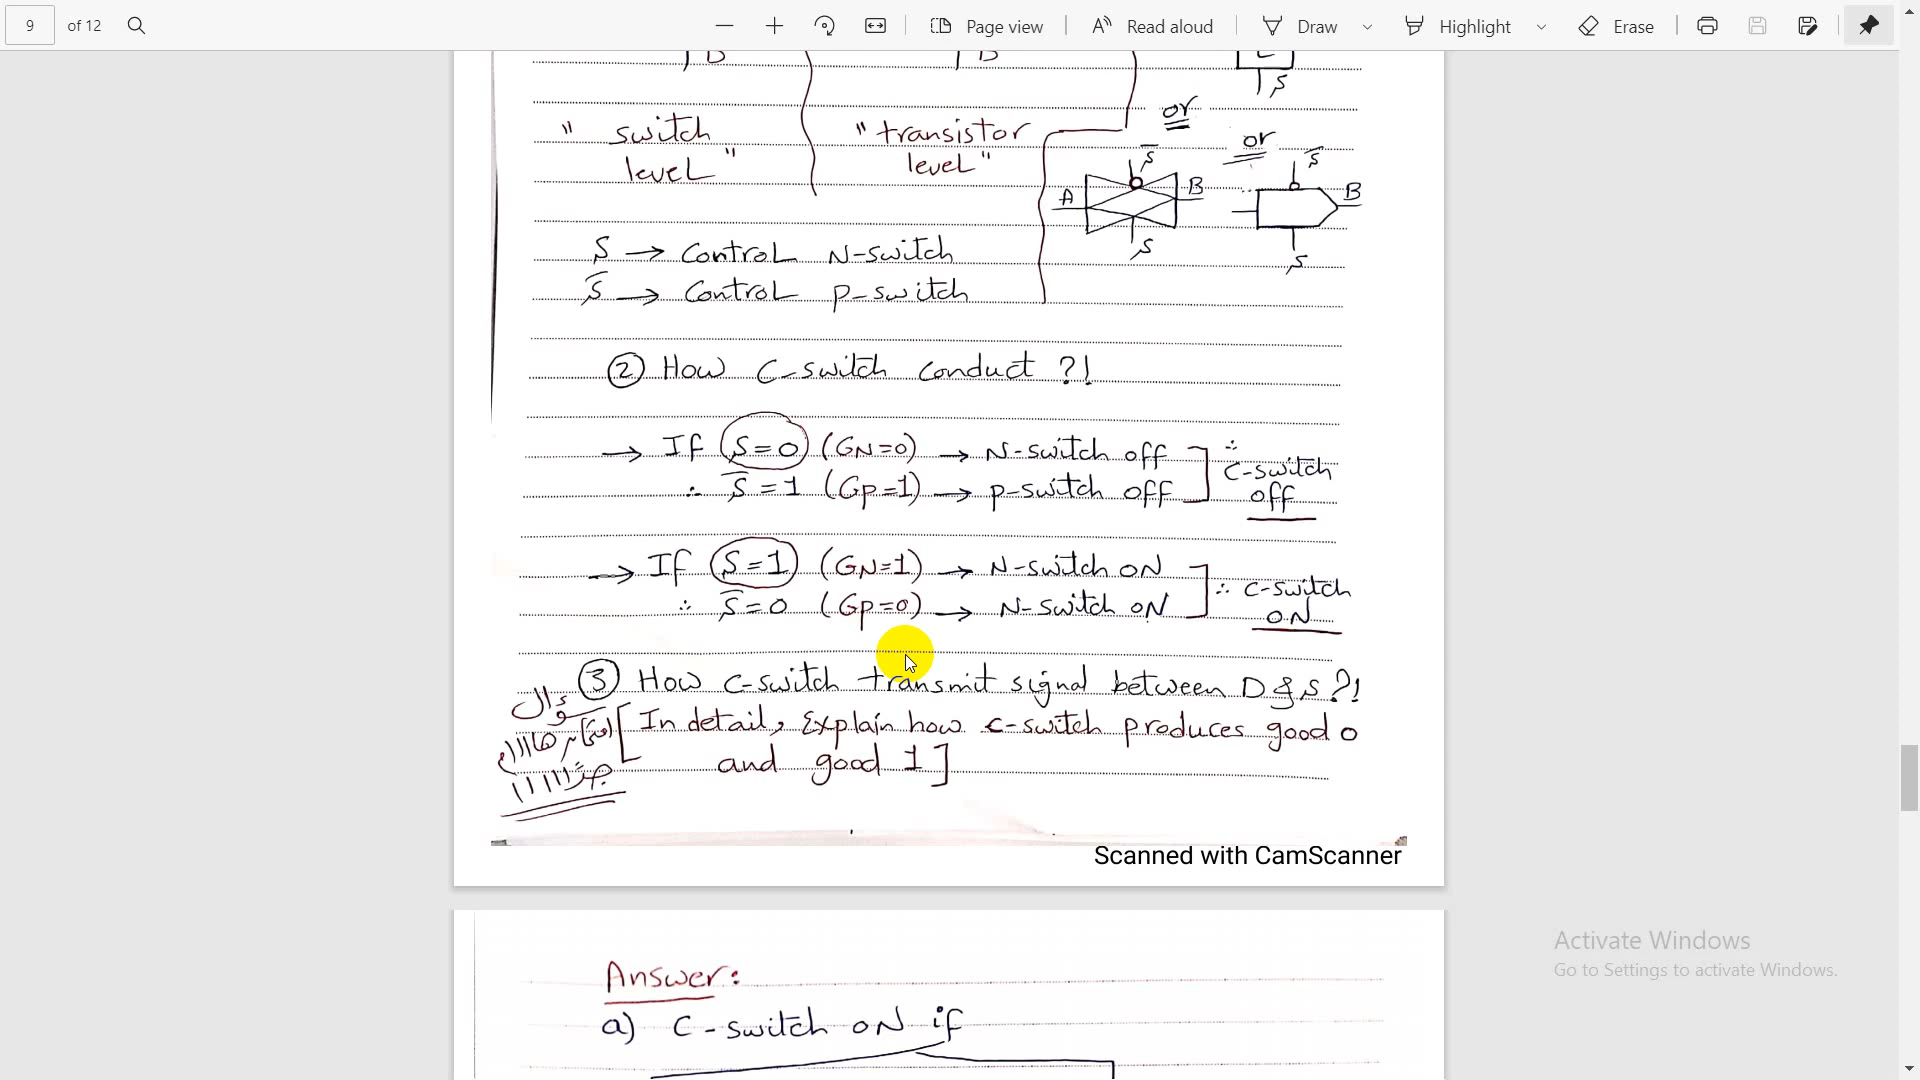 9 of 12 Page view Read aloud Draw Highlight Erase
B B
S
or
" switch level "
" transistor level "
or
S̅ S̅
A B B
S S
S → Control N-switch
S̅ → Control p-switch
② How C-switch conduct ?!
→ If S=0 (GN=0) → N-switch off
∴ S̅=1 (Gp=1) → p-switch off
∴ C-switch off
→ If S=1 (GN=1) → N-switch ON
∴ S̅=0 (Gp=0) → N-switch ON
∴ C-switch ON
③ How C-switch transmit signal between D & S ?!
[In detail, Explain how C-switch produces good 0
and good 1]
Scanned with CamScanner
Answer:
a) C-switch ON if
Activate Windows
Go to Settings to activate Windows.